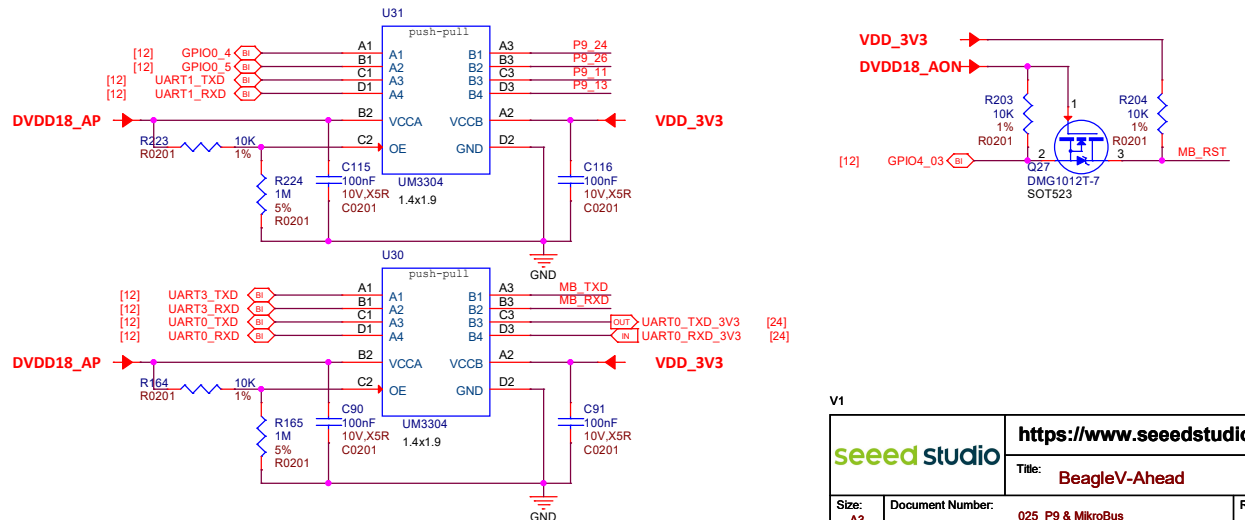 U31
push-pull
[12] GPIO0_4 BI A1 A1 B1 A3 P9_24
[12] GPIO0_5 BI B1 A2 B2 B3 P9_26
[12] UART1_TXD BI C1 A3 B3 C3 P9_11
[12] UART1_RXD BI D1 A4 B4 D3 P9_13
DVDD18_AP B2 VCCA VCCB A2 VDD_3V3
R223 10K C2 OE GND D2
R0201 1%
R224
1M
5%
R0201
C115
100nF
10V,X5R
C0201
UM3304
1.4x1.9
C116
100nF
10V,X5R
C0201
GND
U30
push-pull
[12] UART3_TXD BI A1 A1 B1 A3 MB_TXD
[12] UART3_RXD BI B1 A2 B2 B3 MB_RXD
[12] UART0_TXD BI C1 A3 B3 C3 OUT UART0_TXD_3V3 [24]
[12] UART0_RXD BI D1 A4 B4 D3 IN UART0_RXD_3V3 [24]
DVDD18_AP B2 VCCA VCCB A2 VDD_3V3
R164 10K C2 OE GND D2
R0201 1%
R165
1M
5%
R0201
C90
100nF
10V,X5R
C0201
UM3304
1.4x1.9
C91
100nF
10V,X5R
C0201
GND
VDD_3V3
DVDD18_AON
R203
10K
1%
R0201
1
R204
10K
1%
R0201
[12] GPIO4_03 BI 2 3 MB_RST
Q27
DMG1012T-7
SOT523
V1
seeed studio
https://www.seeedstudio
Title: BeagleV-Ahead
Size: A3
Document Number: 025_P9 & MikroBus
R